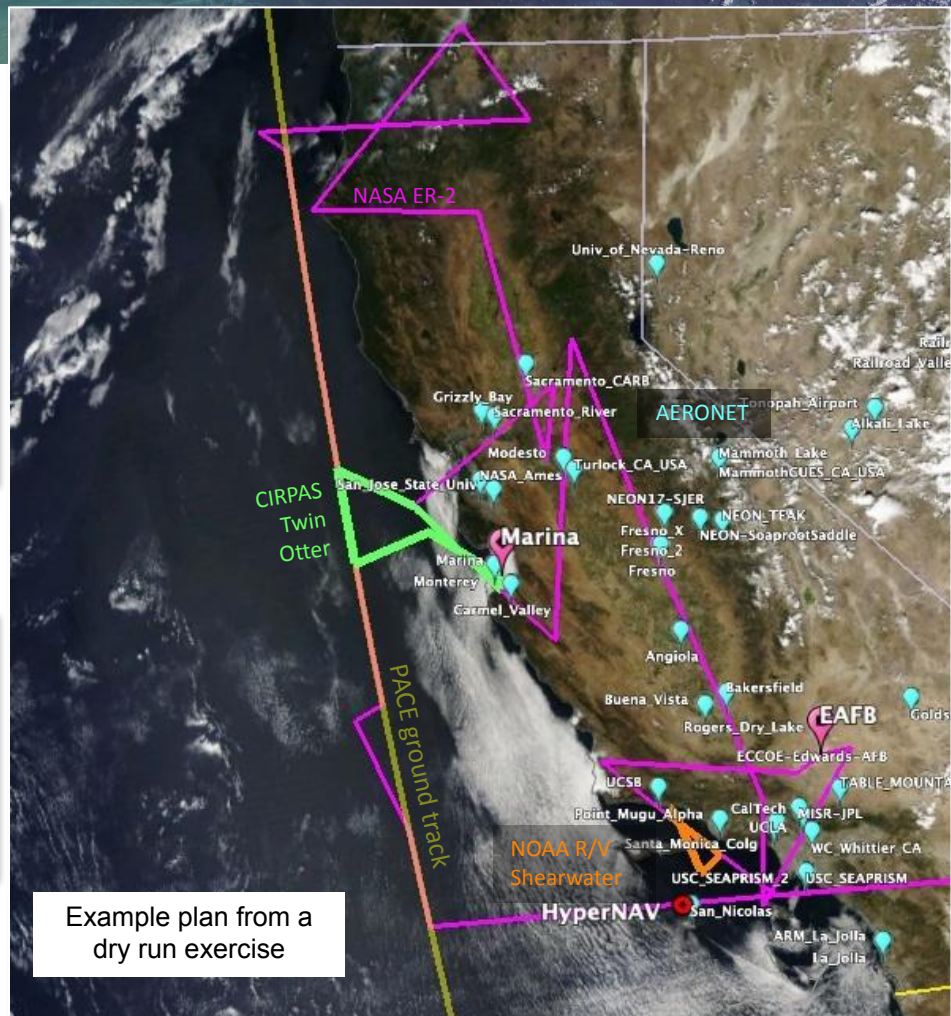 NASA ER-2
Univ_of_Nevada-Reno
Railroad_Valle
Sacramento_CARB
Grizzly_Bay
Sacramento_River
AERONET
Tonopah_Airport
Alkali_Lake
Modesto
Turlock_CA_USA
Mammoth_Lake
MammothCUES_CA_USA
San_Jose_State_Univ
NASA_Ames
CIRPAS
Twin
Otter
NEON17-SJER
NEON_TEAK
Fresno_X
NEON-SoaprootSaddle
Fresno_2
Fresno
Marina
Marina
Monterey
Carmel_Valley
Angiola
PACE ground track
Buena_Vista
Bakersfield
Rogers_Dry_Lake
EAFB
Golds
ECCOE-Edwards-AFB
UCSB
TABLE_MOUNTA
Point_Mugu_Alpha
CalTech
MISR-JPL
UCLA
Santa_Monica_Colg
WC_Whittier_CA
NOAA R/V
Shearwater
USC_SEAPRISM_2
USC_SEAPRISM
HyperNAV
San_Nicolas
ARM_La_Jolla
La_Jolla
Example plan from a
dry run exercise